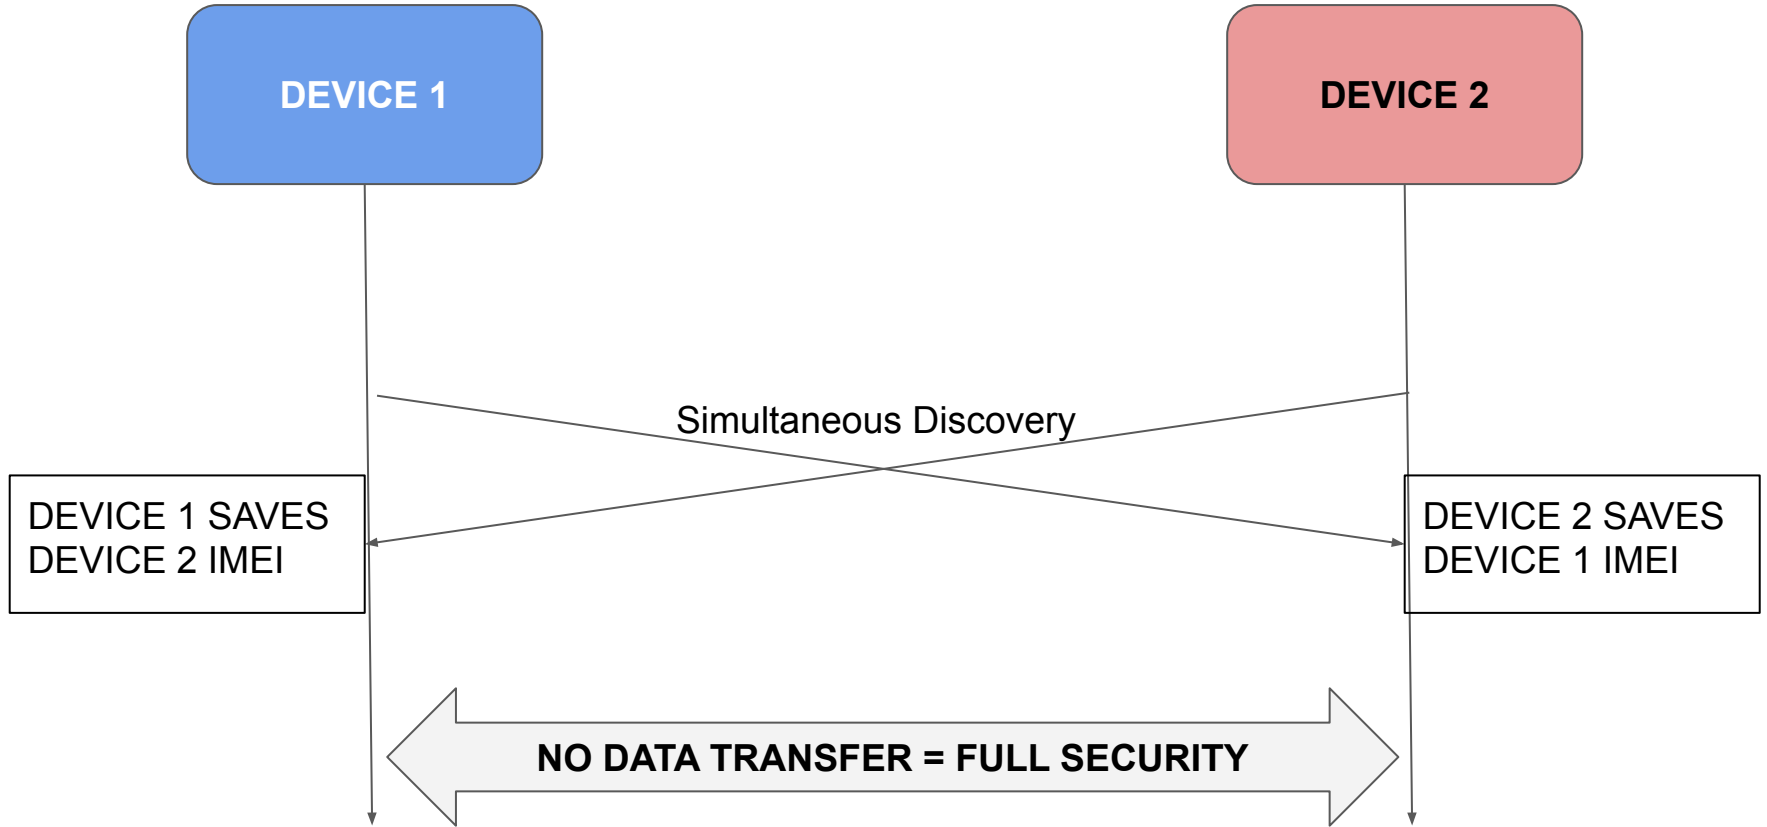 DEVICE 1
DEVICE 2
Simultaneous Discovery
DEVICE 1 SAVES
DEVICE 2 IMEI
DEVICE 2 SAVES
DEVICE 1 IMEI
NO DATA TRANSFER = FULL SECURITY